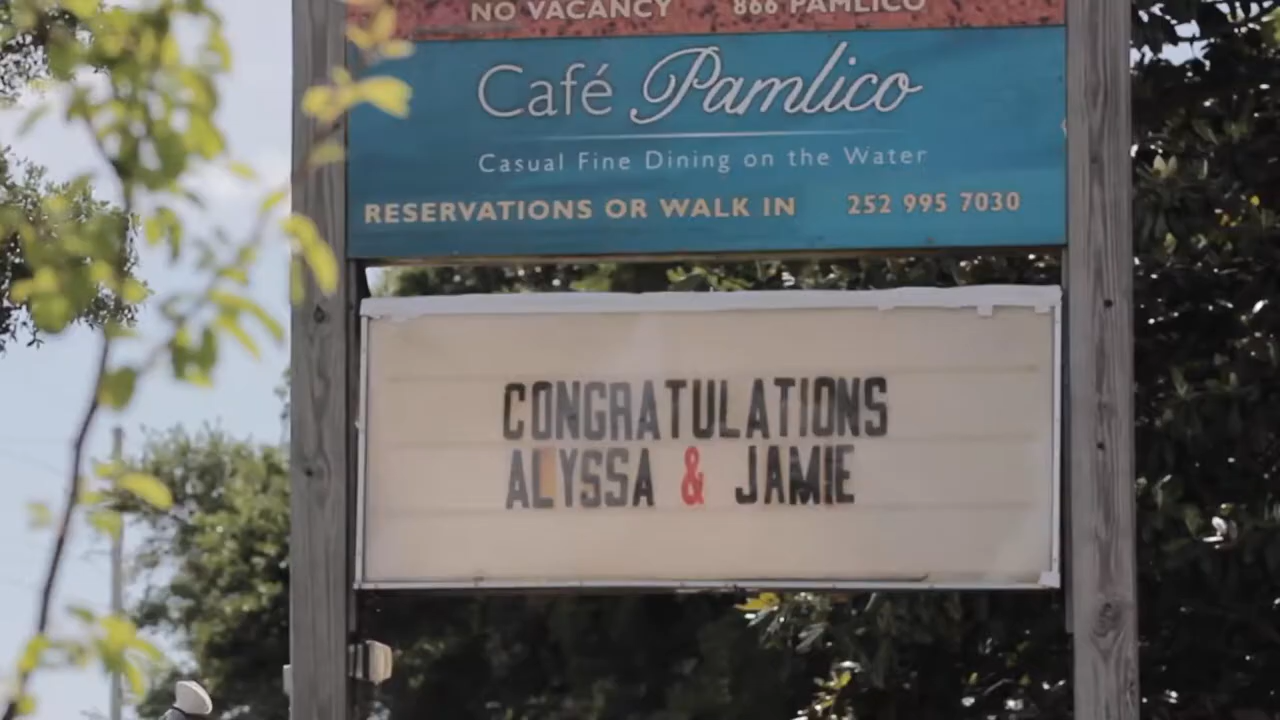 NO VACANCY 866 PAMLICO
Café Pamlico
Casual Fine Dining on the Water
RESERVATIONS OR WALK IN 252 995 7030
CONGRATULATIONS
ALYSSA & JAMIE